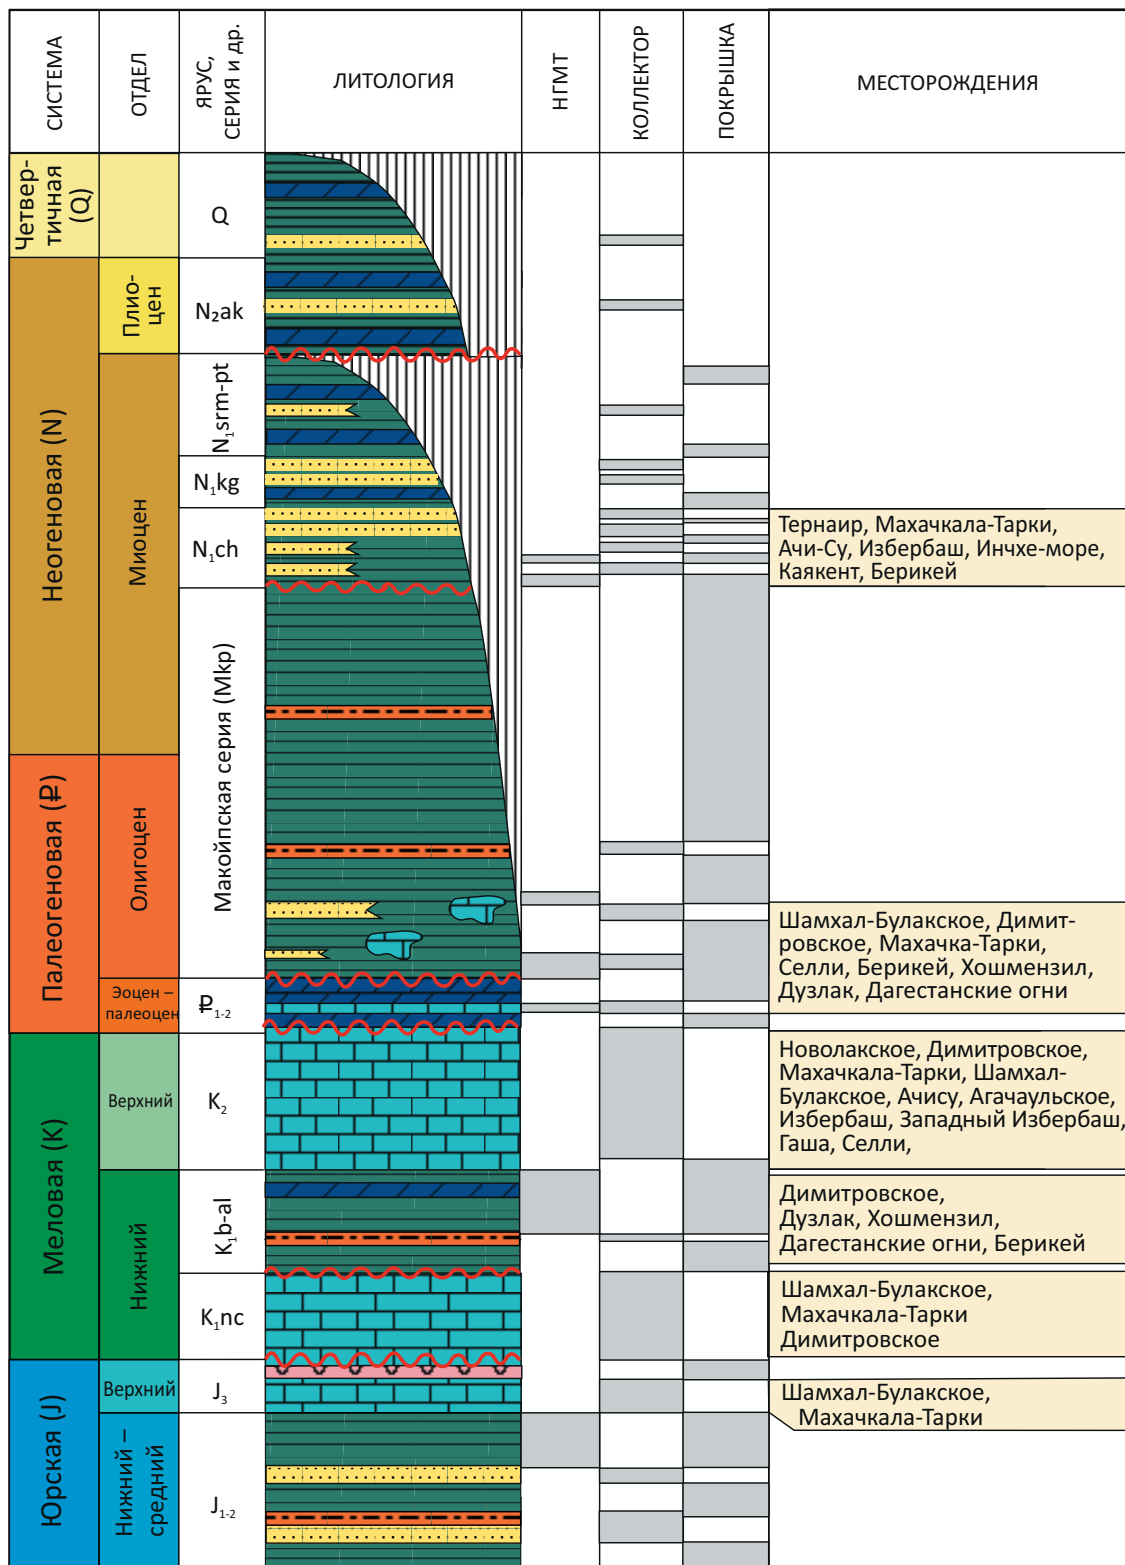 СИСТЕМА
ОТДЕЛ
ЯРУС,
СЕРИЯ и др.
ЛИТОЛОГИЯ
НГМТ
КОЛЛЕКТОР
ПОКРЫШКА
МЕСТОРОЖДЕНИЯ
Четвер-
тичная
(Q)
Q
Неогеновая (N)
Плио-
цен
N₂ak
Миоцен
N₁srm-pt
N₁kg
N₁ch
Тернаир, Махачкала-Тарки,
Ачи-Су, Избербаш, Инчхе-море,
Каякент, Берикей
Макойпская серия (Mkp)
Палеогеновая (₽)
Олигоцен
Шамхал-Булакское, Димит-
ровское, Махачка-Тарки,
Селли, Берикей, Хошмензил,
Дузлак, Дагестанские огни
Эоцен –
палеоцен
₽₁₋₂
Меловая (K)
Верхний
K₂
Новолакское, Димитровское,
Махачкала-Тарки, Шамхал-
Булакское, Ачису, Агачаульское,
Избербаш, Западный Избербаш,
Гаша, Селли,
Нижний
K₁b-al
Димитровское,
Дузлак, Хошмензил,
Дагестанские огни, Берикей
K₁nc
Шамхал-Булакское,
Махачкала-Тарки
Димитровское
Юрская (J)
Верхний
J₃
Шамхал-Булакское,
Махачкала-Тарки
Нижний –
средний
J₁₋₂